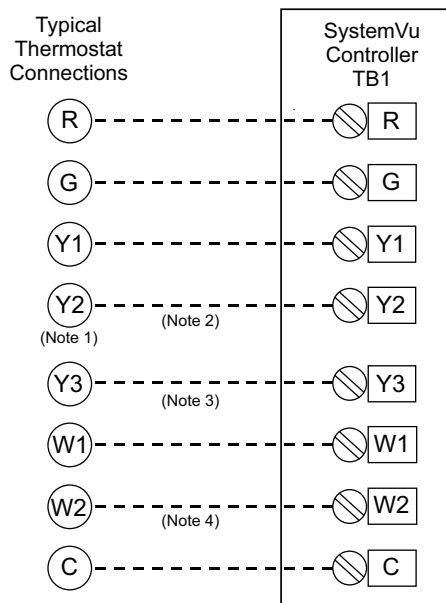 Typical
Thermostat
Connections
SystemVu
Controller
TB1
R R
G G
Y1 Y1
Y2 (Note 2) Y2
(Note 1)
Y3 (Note 3) Y3
W1 W1
W2 (Note 4) W2
C C